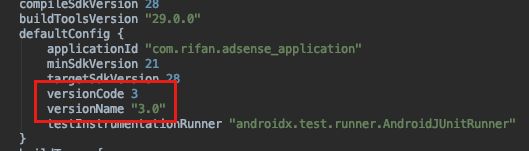 compileSdkVersion 28
buildToolsVersion "29.0.0"
defaultConfig {
applicationId "com.rifan.adsense_application"
minSdkVersion 21
targetSdkVersion 28
versionCode 3
versionName "3.0"
testInstrumentationRunner "androidx.test.runner.AndroidJUnitRunner"
}
buildTypes {